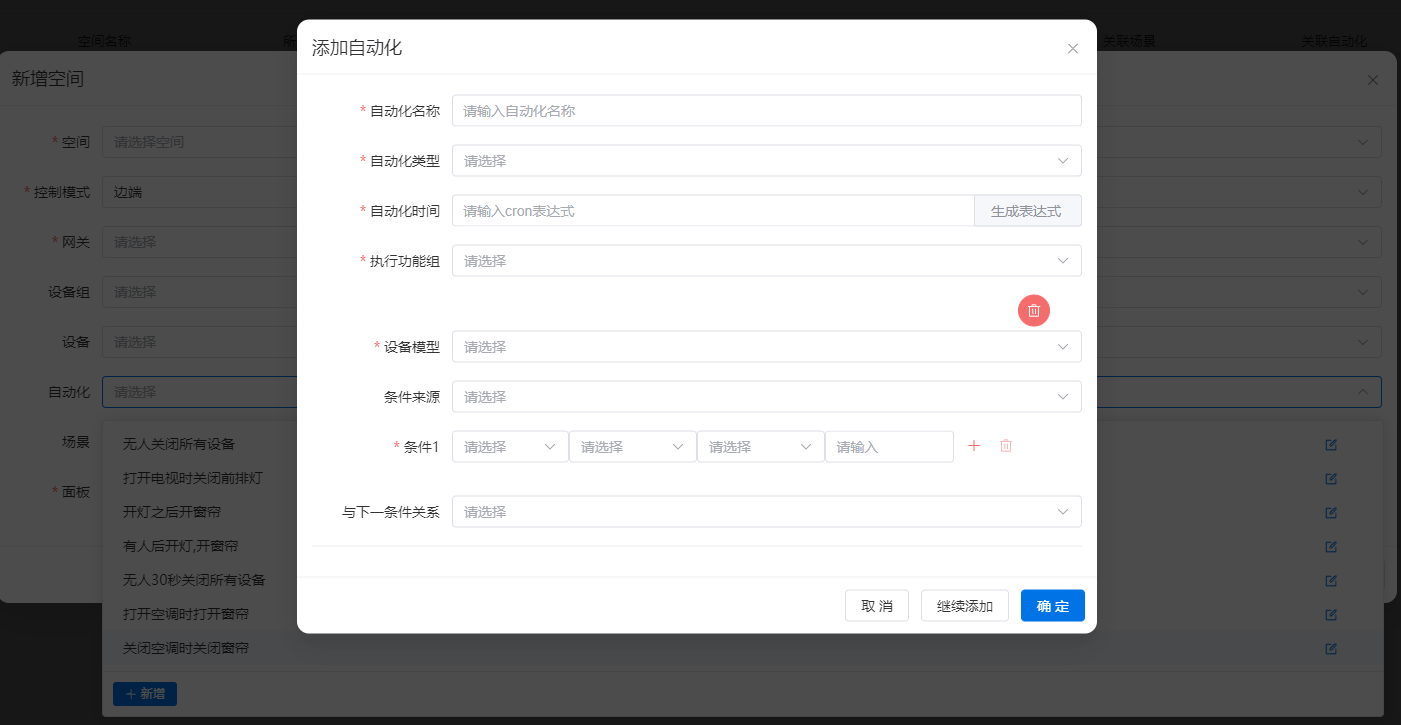 空间名称
所
关联场景
关联自动化
新增空间
* 空间 请选择空间
* 控制模式 边端
* 网关 请选择
设备组 请选择
设备 请选择
自动化 请选择
场景
* 面板
无人关闭所有设备
打开电视时关闭前排灯
开灯之后开窗帘
有人后开灯,开窗帘
无人30秒关闭所有设备
打开空调时打开窗帘
关闭空调时关闭窗帘
+ 新增
添加自动化
* 自动化名称 请输入自动化名称
* 自动化类型 请选择
* 自动化时间 请输入cron表达式 生成表达式
* 执行功能组 请选择
* 设备模型 请选择
条件来源 请选择
* 条件1 请选择 请选择 请选择 请输入
与下一条件关系 请选择
取 消 继续添加 确 定